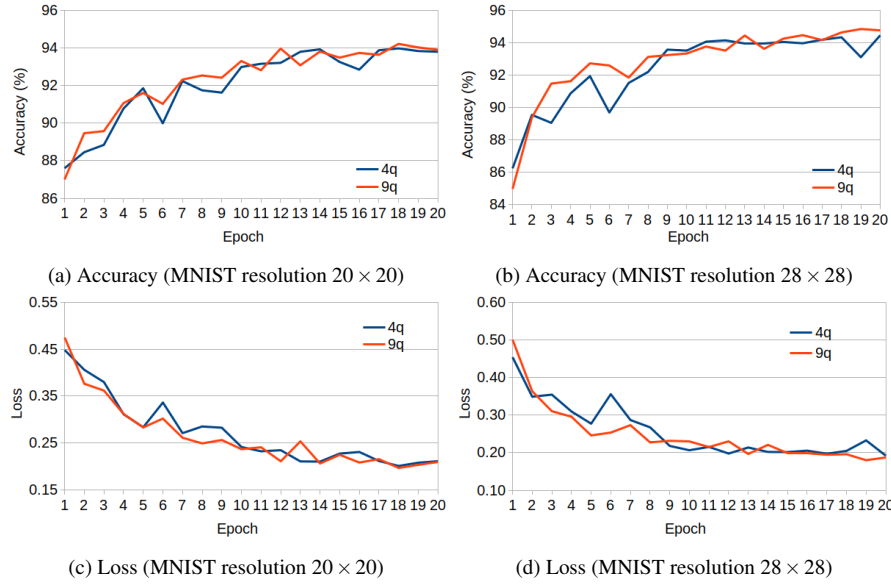 96
94
92
90
88
86
Accuracy (%)
4q
9q
1 2 3 4 5 6 7 8 9 10 11 12 13 14 15 16 17 18 19 20
Epoch
(a) Accuracy (MNIST resolution 20 × 20)
96
94
92
90
88
86
84
Accuracy (%)
4q
9q
1 2 3 4 5 6 7 8 9 10 11 12 13 14 15 16 17 18 19 20
Epoch
(b) Accuracy (MNIST resolution 28 × 28)
0.55
0.45
0.35
0.25
0.15
Loss
4q
9q
1 2 3 4 5 6 7 8 9 10 11 12 13 14 15 16 17 18 19 20
Epoch
(c) Loss (MNIST resolution 20 × 20)
0.60
0.50
0.40
0.30
0.20
0.10
Loss
4q
9q
1 2 3 4 5 6 7 8 9 10 11 12 13 14 15 16 17 18 19 20
Epoch
(d) Loss (MNIST resolution 28 × 28)